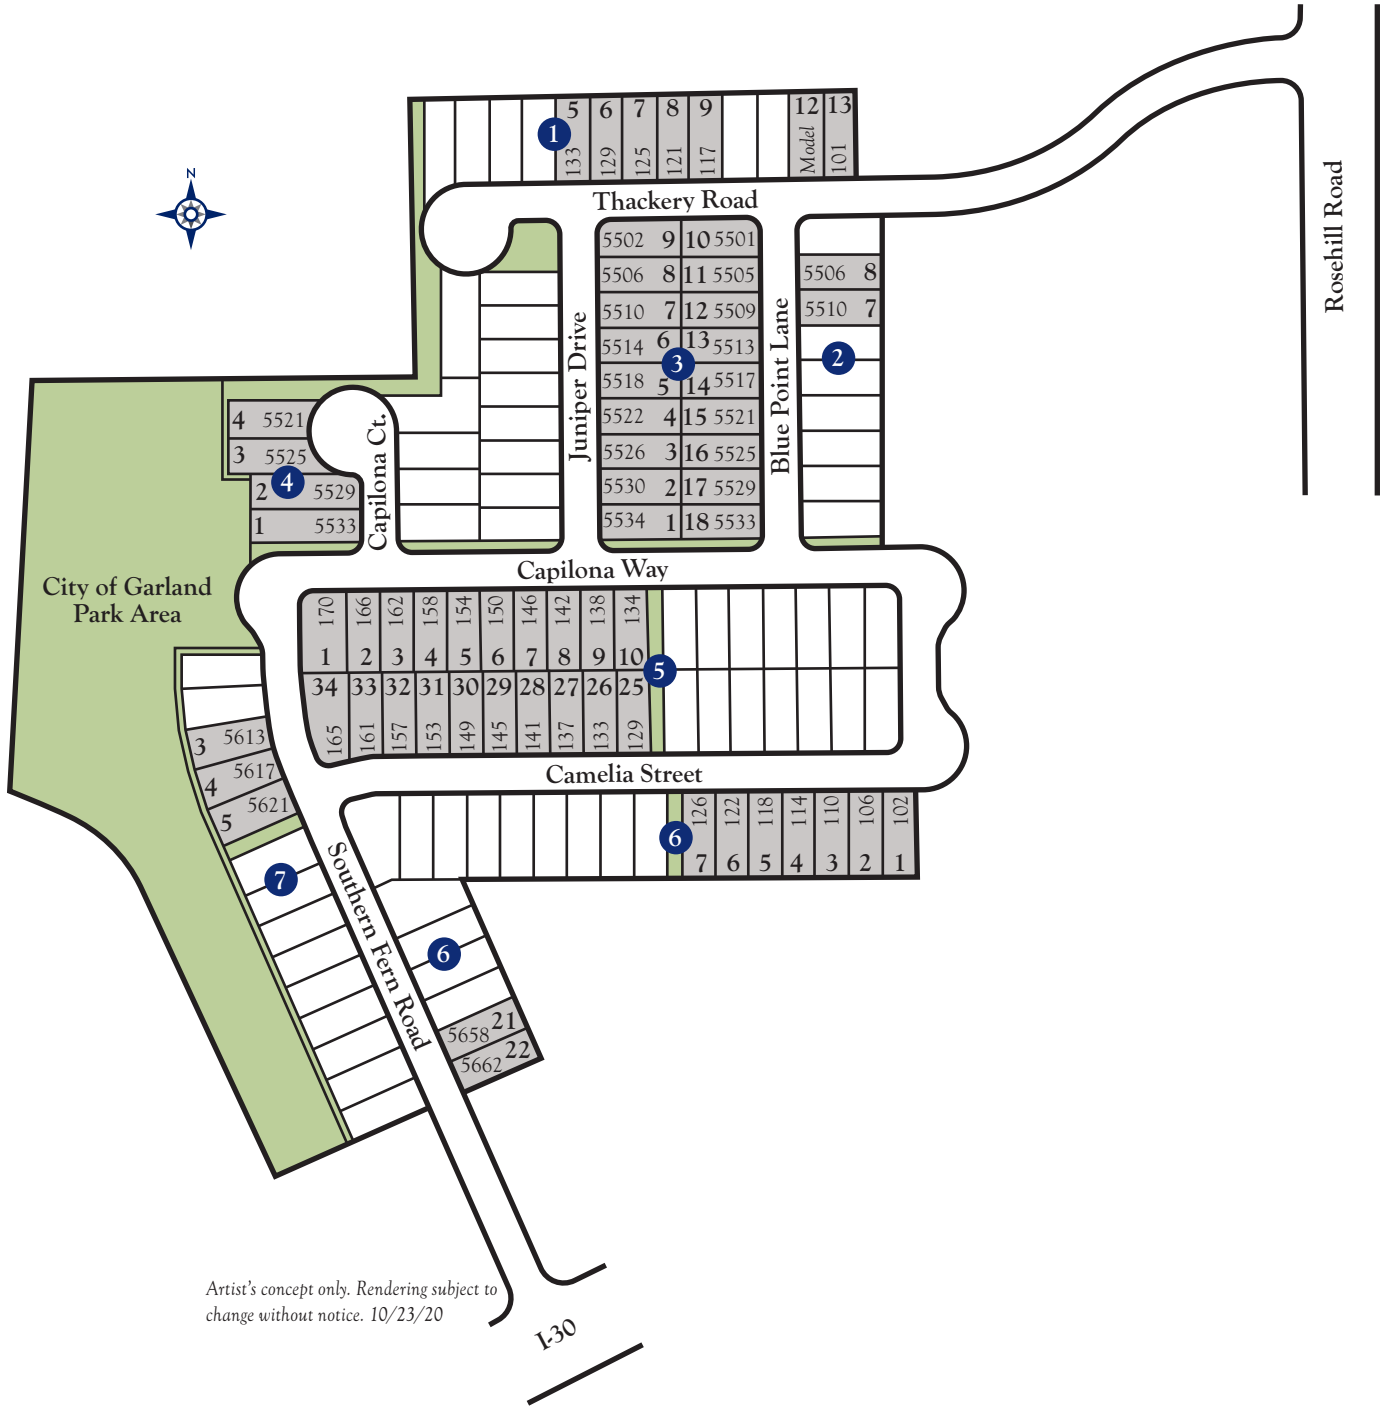 5 6 7 8 9 12 13
1
133 129 125 121 117 Model 101
N
Thackery Road
Rosehill Road
5502 9 10 5501
5506 8 11 5505
5510 7 12 5509
5514 6 13 5513
3
5518 5 14 5517
5522 4 15 5521
5526 3 16 5525
5530 2 17 5529
5534 1 18 5533
Juniper Drive
Blue Point Lane
5506 8
5510 7
2
4 5521
3 5525
4
2 5529
1 5533
Capilona Ct.
City of Garland
Park Area
Capilona Way
170 166 162 158 154 150 146 142 138 134
1 2 3 4 5 6 7 8 9 10
5
34 33 32 31 30 29 28 27 26 25
165 161 157 153 149 145 141 137 133 129
3 5613
4 5617
5 5621
Camelia Street
126 122 118 114 110 106 102
6
7 6 5 4 3 2 1
7
Southern Fern Road
6
5658 21
5662 22
Artist's concept only. Rendering subject to
change without notice. 10/23/20
I-30